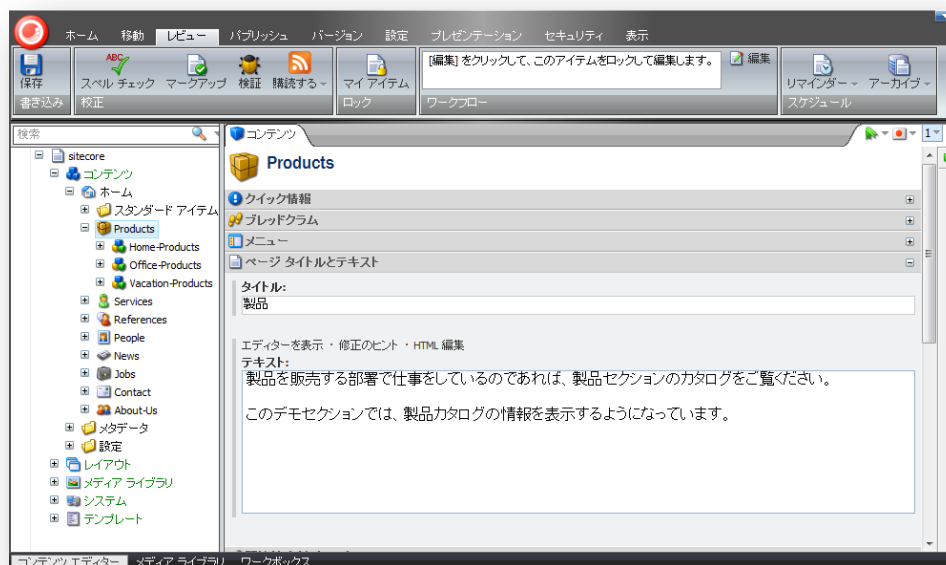 ホーム 移動 レビュー パブリッシュ バージョン 設定 プレゼンテーション セキュリティ 表示
保存
書き込み
ABC
スペル チェック マークアップ 検証 購読する
校正
マイ アイテム
ロック
[編集] をクリックして、このアイテムをロックして編集します。
編集
ワークフロー
リマインダー アーカイブ
スケジュール
検索
sitecore
コンテンツ
ホーム
スタンダード アイテム
Products
Home-Products
Office-Products
Vacation-Products
Services
References
People
News
Jobs
Contact
About-Us
メタデータ
設定
レイアウト
メディア ライブラリ
システム
テンプレート
コンテンツ
1
Products
クイック情報
ブレッドクラム
メニュー
ページ タイトルとテキスト
タイトル:
製品
エディターを表示 ・ 修正のヒント ・ HTML 編集
テキスト:
製品を販売する部署で仕事をしているのであれば、製品セクションのカタログをご覧ください。
このデモセクションでは、製品カタログの情報を表示するようになっています。
コンテンツ エディター メディア ライブラリ ワークボックス